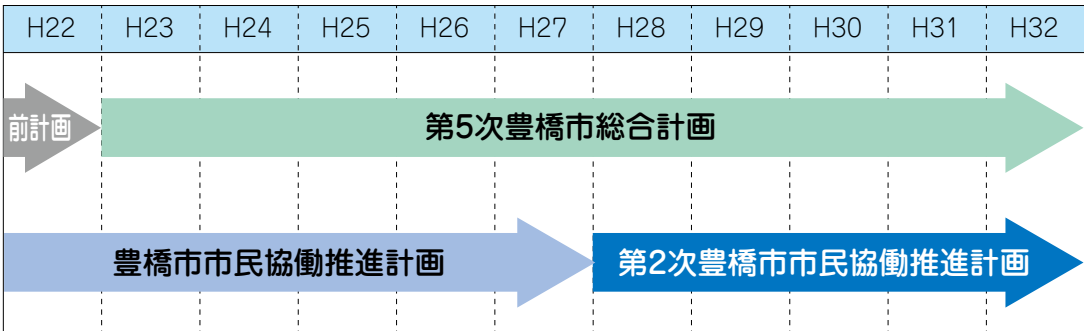 H22 H23 H24 H25 H26 H27 H28 H29 H30 H31 H32
前計画 第5次豊橋市総合計画
豊橋市市民協働推進計画 第2次豊橋市市民協働推進計画